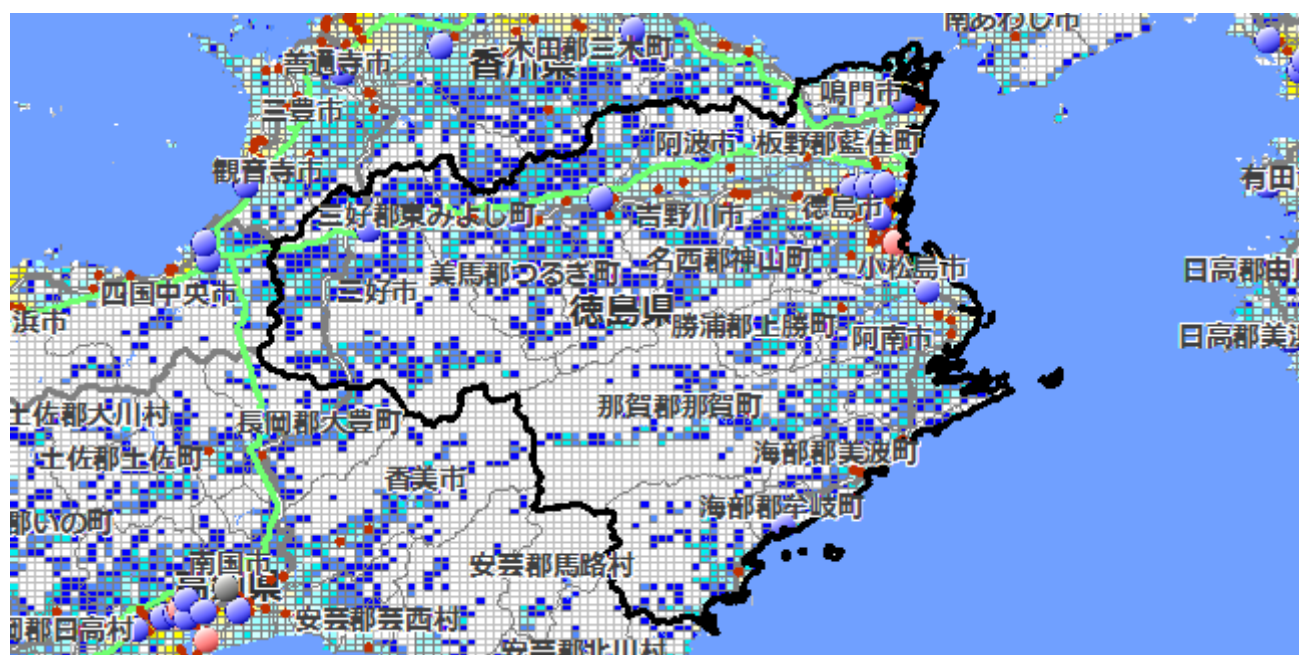 南あわじ市
木田郡三木町
香川県
善通寺市
鳴門市
三豊市
阿波市
板野郡藍住町
観音寺市
有田
三好郡東みよし町
吉野川市
徳島市
名西郡神山町
小松島市
美馬郡つるぎ町
日高郡由良
四国中央市
三好市
徳島県
勝浦郡上勝町
浜市
阿南市
日高郡美浜
那賀郡那賀町
土佐郡大川村
長岡郡大豊町
海部郡美波町
土佐郡土佐町
香美市
海部郡牟岐町
郡いの町
南国市
安芸郡馬路村
高知県
安芸郡芸西村
岡郡日高村
安芸郡北川村